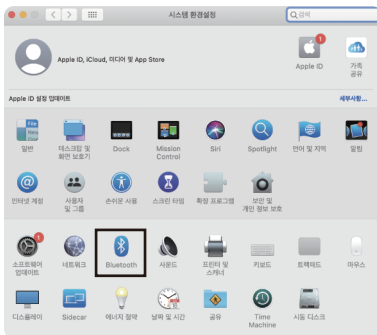 시스템 환경설정
검색
Apple ID, iCloud, 미디어 및 App Store
1
Apple ID
가족
공유
Apple ID 설정 업데이트
세부사항...
File
New
일반
데스크탑 및
화면 보호기
Dock
Mission
Control
Siri
Spotlight
언어 및 지역
알림
인터넷 계정
사용자
및 그룹
손쉬운 사용
스크린 타임
확장 프로그램
보안 및
개인 정보 보호
1
소프트웨어
업데이트
네트워크
Bluetooth
사운드
프린터 및
스캐너
키보드
트랙패드
마우스
디스플레이
Sidecar
에너지 절약
날짜 및 시간
공유
Time
Machine
시동 디스크